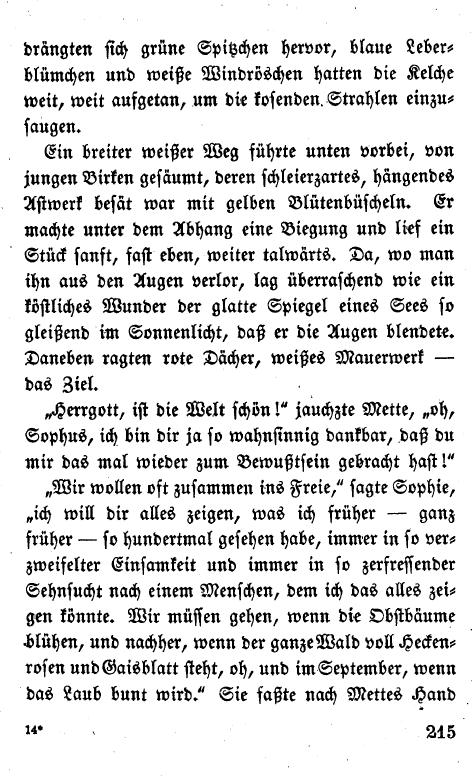 drängten sich grüne Spitzchen hervor, blaue Leber-
blümchen und weiße Windröschen hatten die Kelche
weit, weit aufgetan, um die kosenden Strahlen einzu-
saugen.
Ein breiter weißer Weg führte unten vorbei, von
jungen Birken gesäumt, deren schleierzartes, hängendes
Astwerk besät war mit gelben Blütenbüscheln. Er
machte unter dem Abhang eine Biegung und lief ein
Stück sanft, fast eben, weiter talwärts. Da, wo man
ihn aus den Augen verlor, lag überraschend wie ein
köstliches Wunder der glatte Spiegel eines Sees so
gleißend im Sonnenlicht, daß er die Augen blendete.
Daneben ragten rote Dächer, weißes Mauerwerk —
das Ziel.
„Herrgott, ist die Welt schön!“ jauchzte Mette, „oh,
Sophus, ich bin dir ja so wahnsinnig dankbar, daß du
mir das mal wieder zum Bewußtsein gebracht hast!“
„Wir wollen oft zusammen ins Freie,“ sagte Sophie,
„ich will dir alles zeigen, was ich früher — ganz
früher — so hundertmal gesehen habe, immer in so ver-
zweifelter Einsamkeit und immer in so zerfressender
Sehnsucht nach einem Menschen, dem ich das alles zei-
gen könnte. Wir müssen gehen, wenn die Obstbäume
blühen, und nachher, wenn der ganze Wald voll Hecken-
rosen und Gaisblatt steht, oh, und im September, wenn
das Laub bunt wird.“ Sie faßte nach Mettes Hand
14*
215